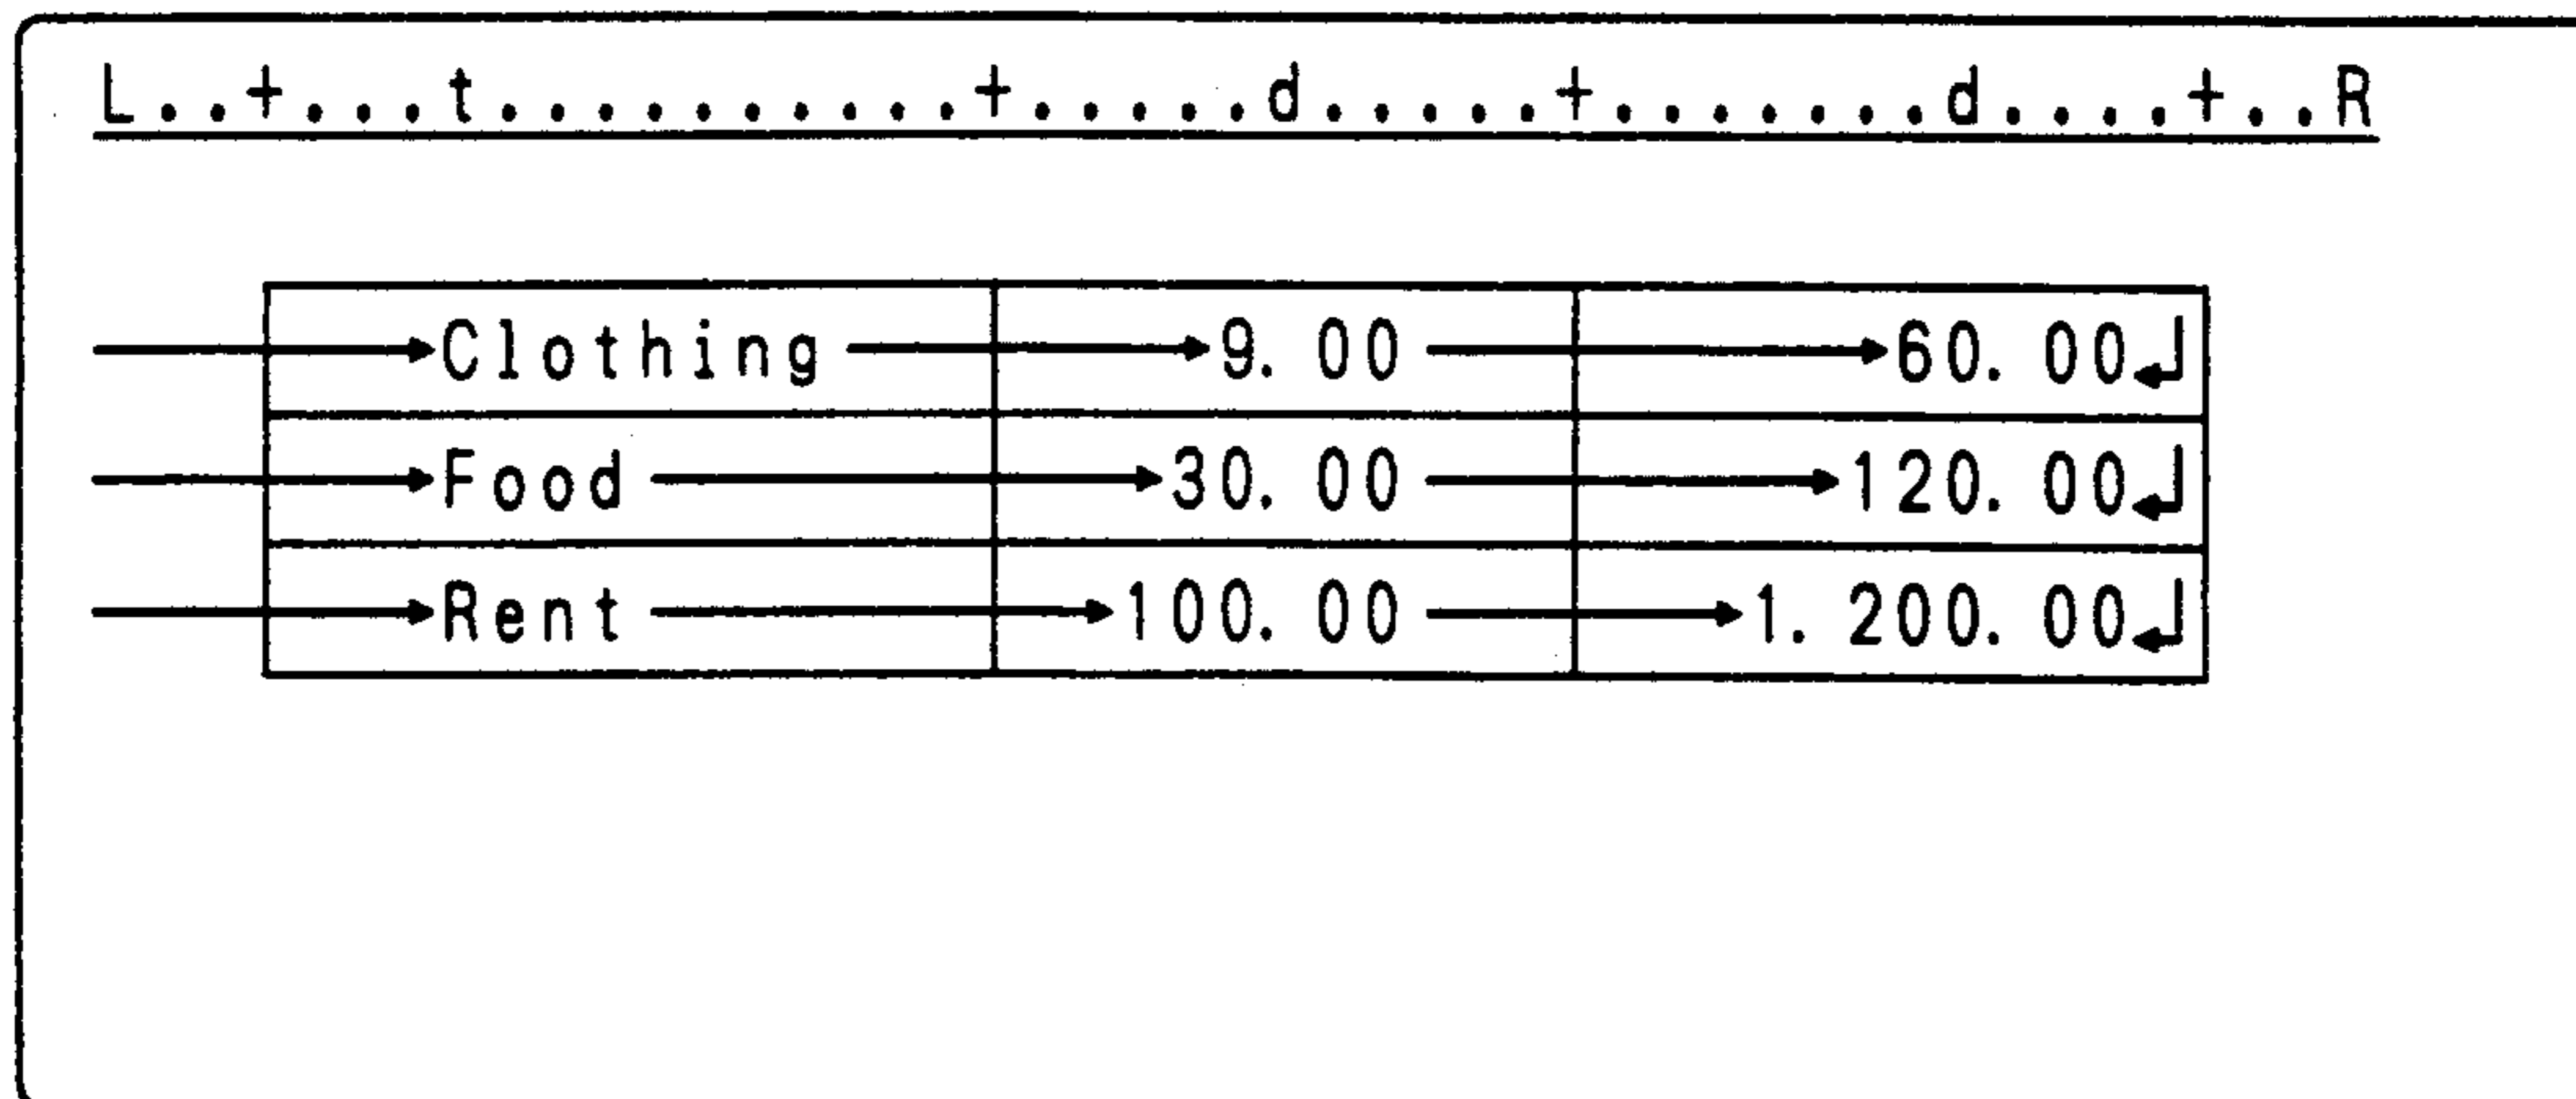 L..+...t..........+.....d.....+.......d....+..R
→Clothing→9.00→60.00↲
→Food→30.00→120.00↲
→Rent→100.00→1.200.00↲